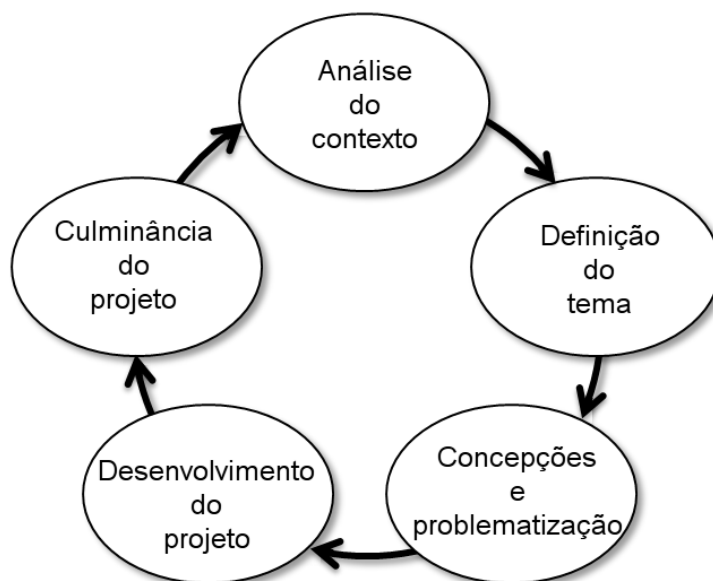 Análise
do
contexto
Definição
do
tema
Concepções
e
problematização
Desenvolvimento
do
projeto
Culminância
do
projeto